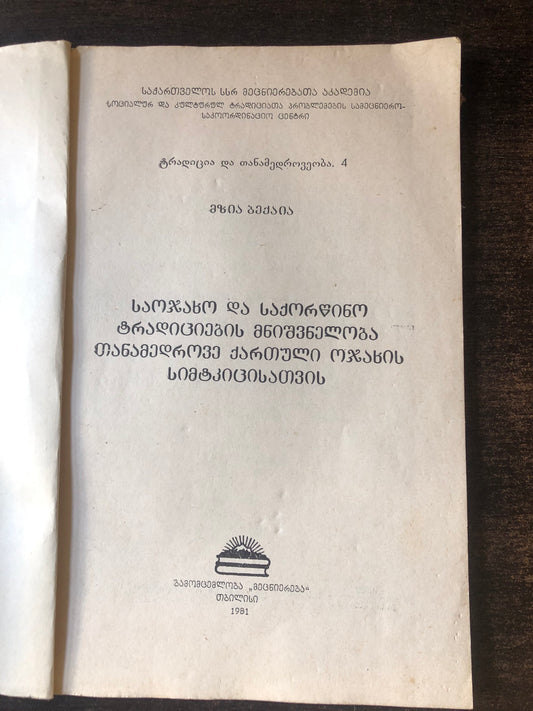 საქართველოს სსრ მეცნიერებათა აკადემია
სოციალურ და კულტურულ ტრადიციათა პრობლემების სამეცნიერო-
საკოორდინაციო ცენტრი
ტრადიცია და თანამედროვეობა. 4
მზია ბექაია
საოჯახო და საქორწინო
ტრადიციების მნიშვნელობა
თანამედროვე ქართული ოჯახის
სიმტკიცისათვის
გამომცემლობა „მეცნიერება“
თბილისი
1981